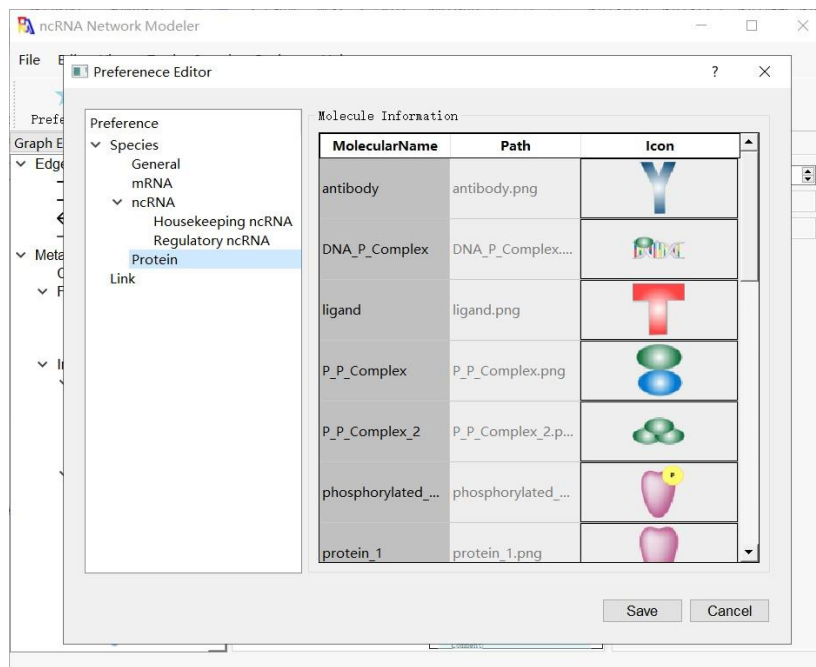 ncRNA Network Modeler
File
Preferenece Editor
?
Prefe
Graph E
Edge
Meta
Preference
Species
General
mRNA
ncRNA
Housekeeping ncRNA
Regulatory ncRNA
Protein
Link
Molecule Information
MolecularName Path Icon
antibody antibody.png
DNA_P_Complex DNA_P_Complex....
ligand ligand.png
P_P_Complex P_P_Complex.png
P_P_Complex_2 P_P_Complex_2.p...
phosphorylated_... phosphorylated_... P
protein_1 protein_1.png
Save Cancel